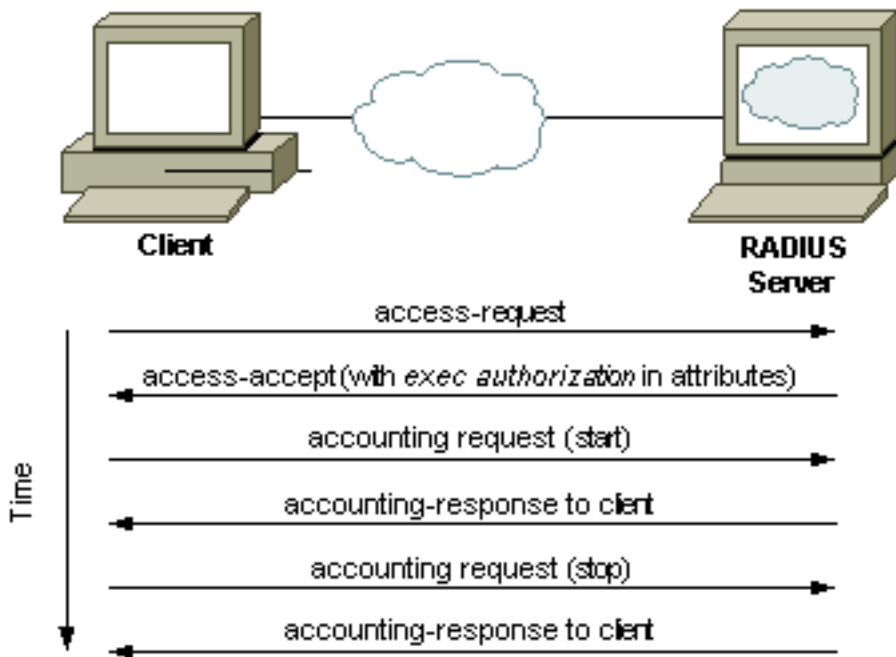 Client
RADIUS
Server
access-request
access-accept (with exec authorization in attributes)
accounting request (start)
accounting-response to client
accounting request (stop)
accounting-response to client
Time